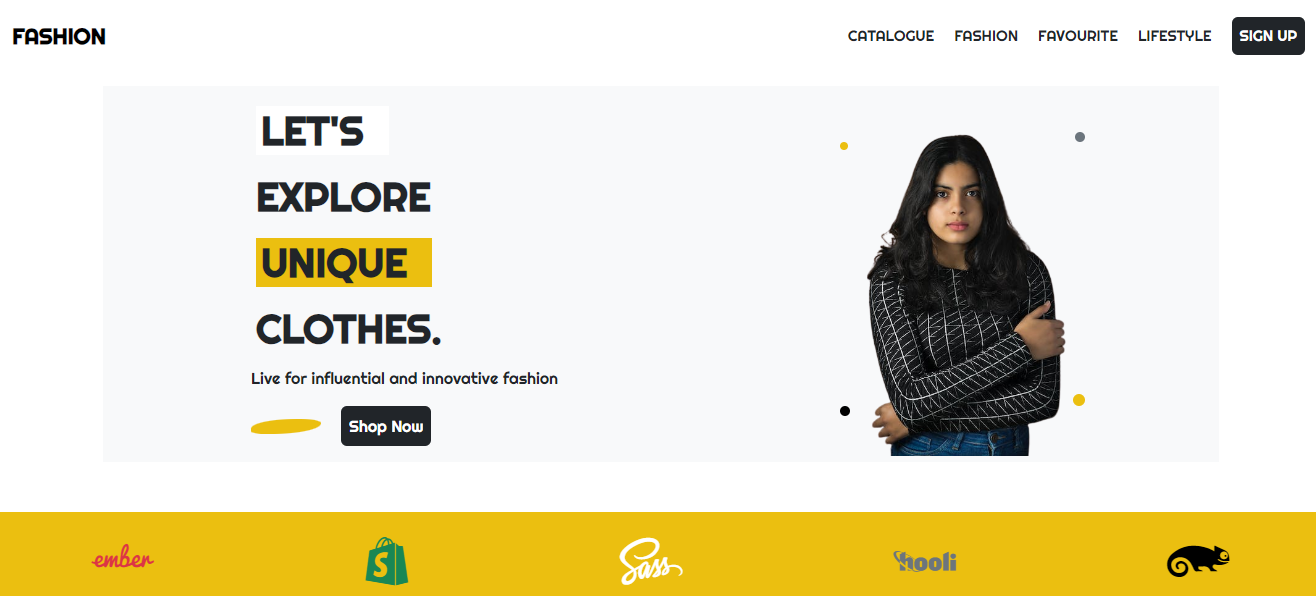 FASHION
CATALOGUE FASHION FAVOURITE LIFESTYLE SIGN UP
LET'S
EXPLORE
UNIQUE
CLOTHES.
Live for influential and innovative fashion
Shop Now
ember S Sass hooli